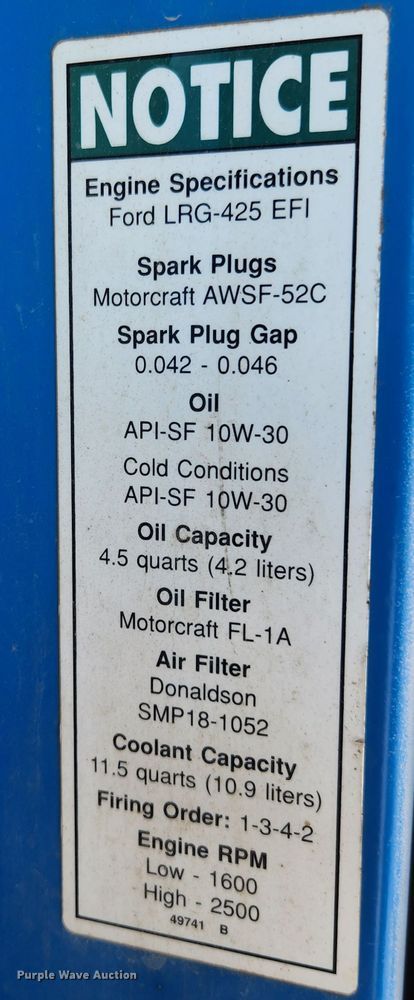 NOTICE
Engine Specifications
Ford LRG-425 EFI
Spark Plugs
Motorcraft AWSF-52C
Spark Plug Gap
0.042 - 0.046
Oil
API-SF 10W-30
Cold Conditions
API-SF 10W-30
Oil Capacity
4.5 quarts (4.2 liters)
Oil Filter
Motorcraft FL-1A
Air Filter
Donaldson
SMP18-1052
Coolant Capacity
11.5 quarts (10.9 liters)
Firing Order: 1-3-4-2
Engine RPM
Low - 1600
High - 2500
49741 B
Purple Wave Auction